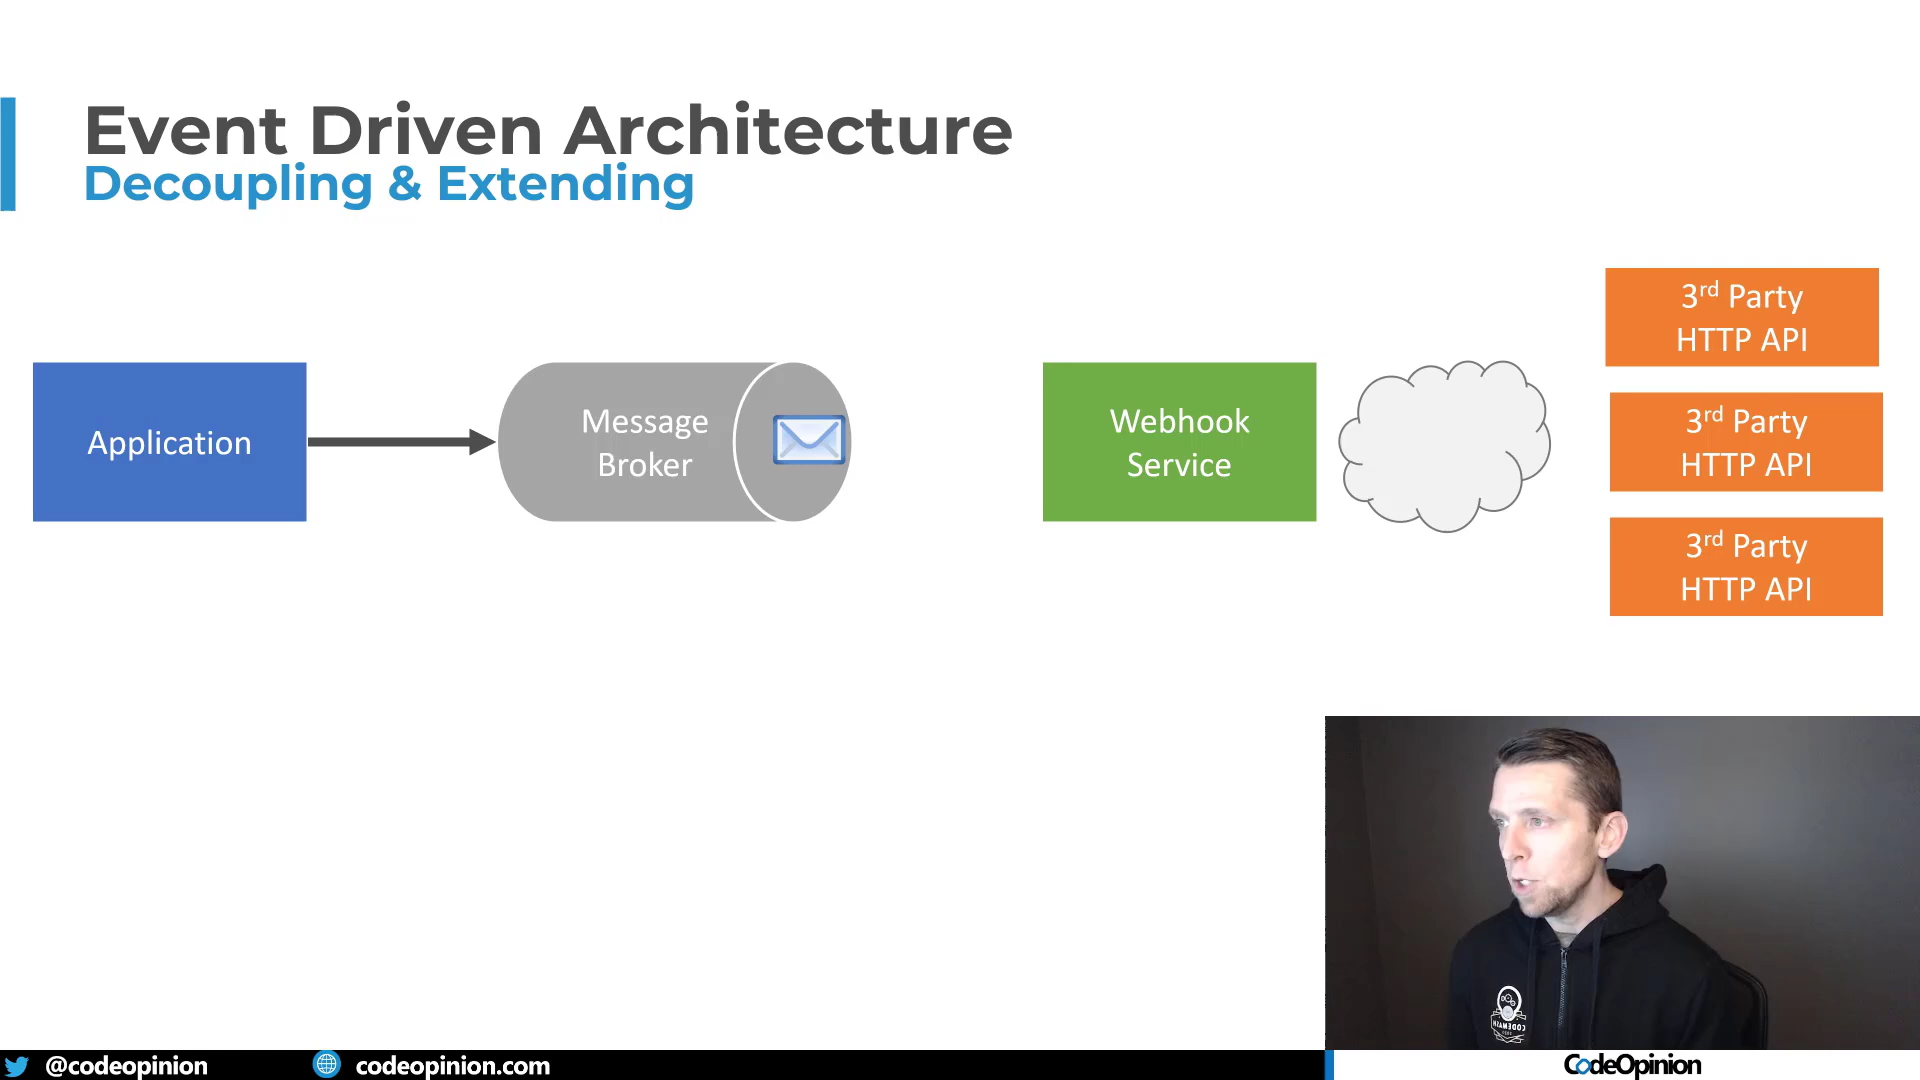 Event Driven Architecture
Decoupling & Extending
Application
Message
Broker
Webhook
Service
3rd Party
HTTP API
3rd Party
HTTP API
3rd Party
HTTP API
@codeopinion
codeopinion.com
CodeOpinion